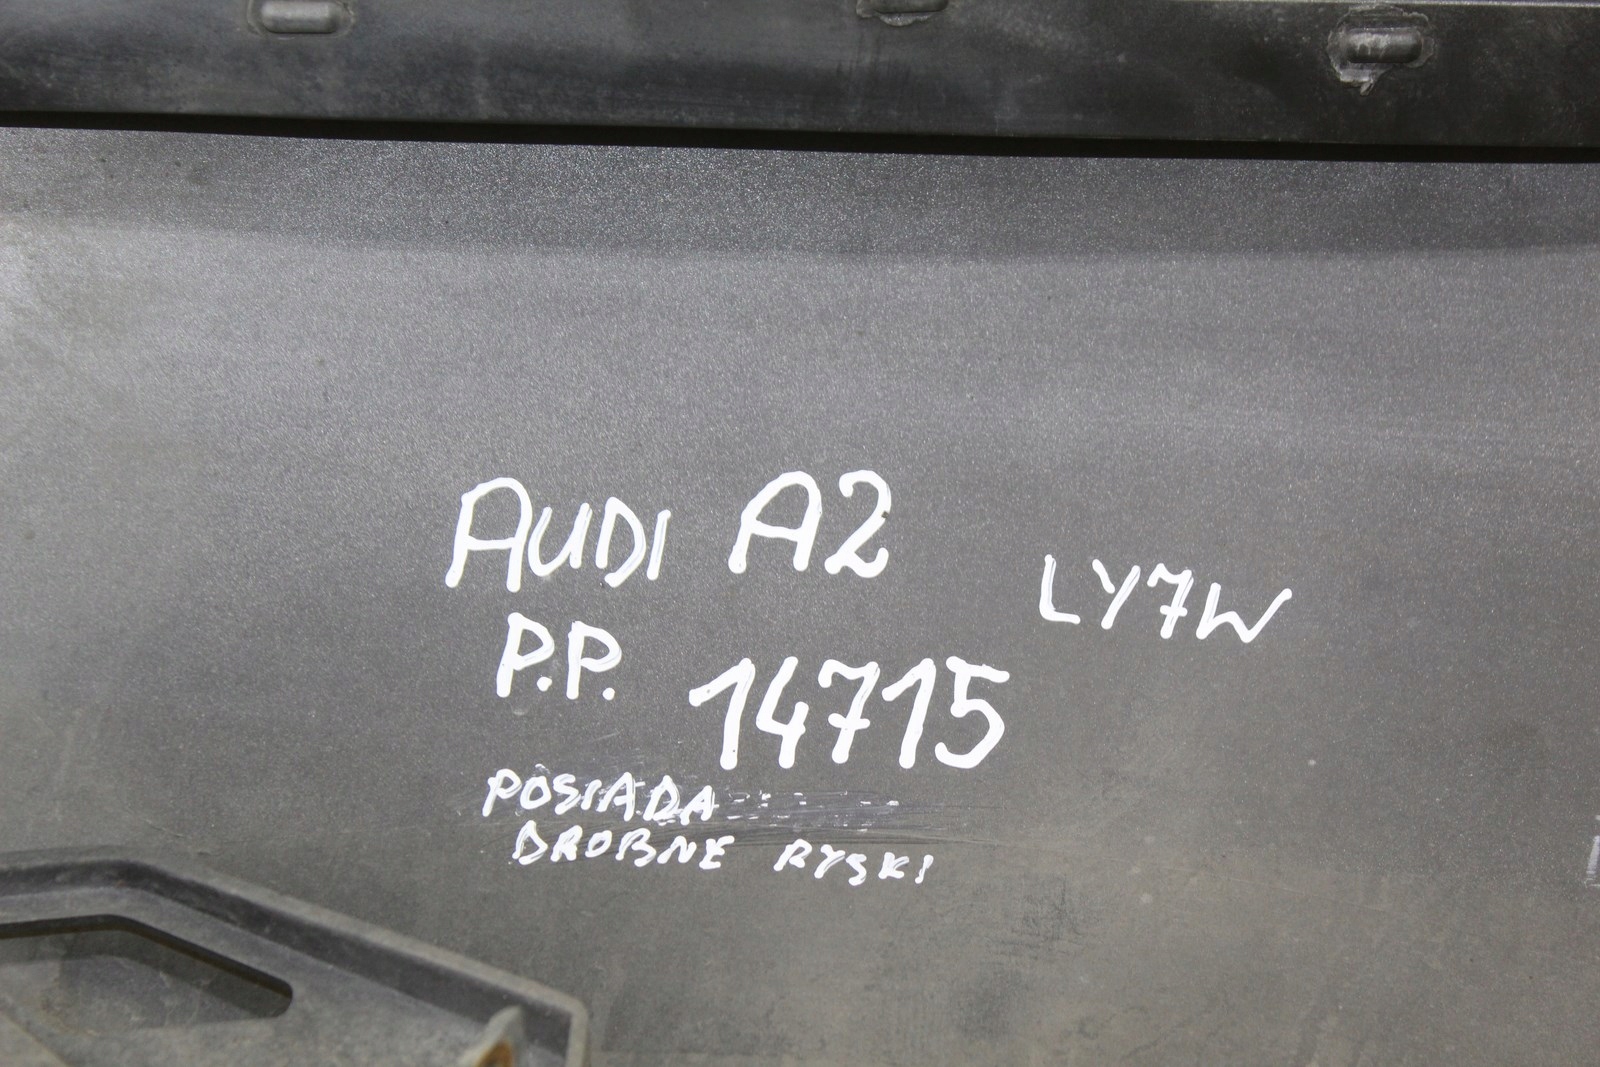 AUDI A2
LY7W
P.P. 14715
POSIADA
DROBNE RYSKI